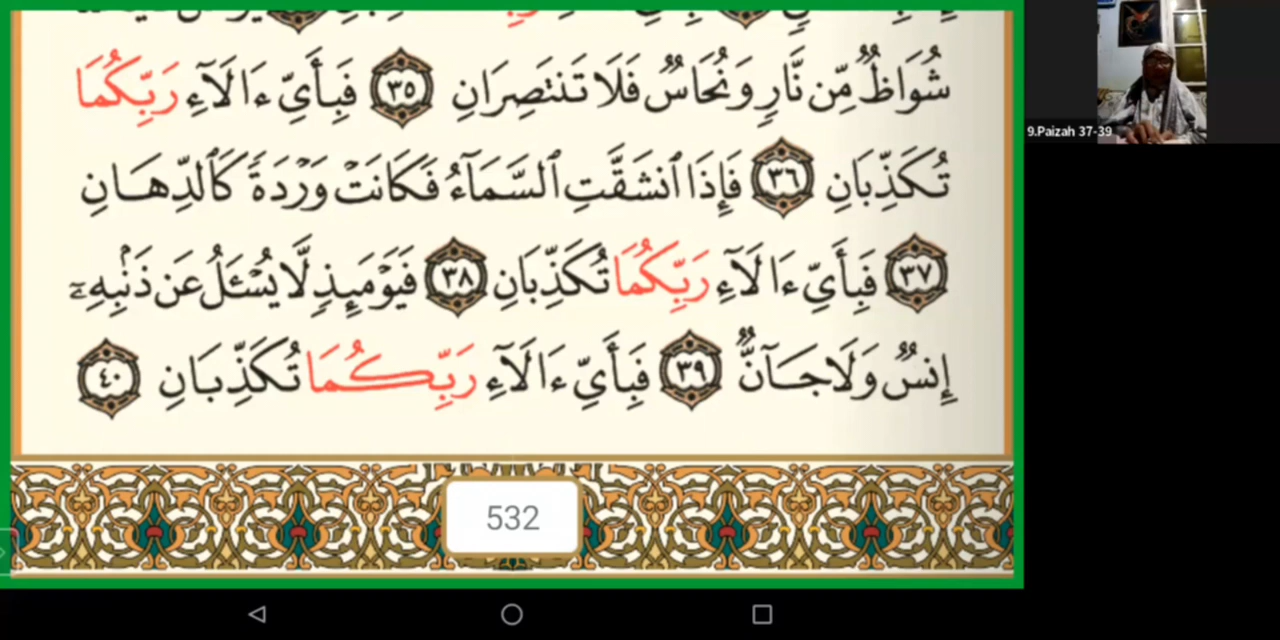 شُوَاظٌ مِّن نَّارٍ وَنُحَاسٌ فَلَا تَنتَصِرَانِ ٣٥ فَبِأَيِّ ءَالَآءِ رَبِّكُمَا
تُكَذِّبَانِ ٣٦ فَإِذَا ٱنشَقَّتِ ٱلسَّمَآءُ فَكَانَتْ وَرْدَةً كَٱلدِّهَانِ
٣٧ فَبِأَيِّ ءَالَآءِ رَبِّكُمَا تُكَذِّبَانِ ٣٨ فَيَوْمَئِذٍ لَّا يُسْـَٔلُ عَن ذَنۢبِهِۦٓ
إِنسٌ وَلَا جَآنٌّ ٣٩ فَبِأَيِّ ءَالَآءِ رَبِّكُمَا تُكَذِّبَانِ ٤٠
532
9.Paizah 37-39